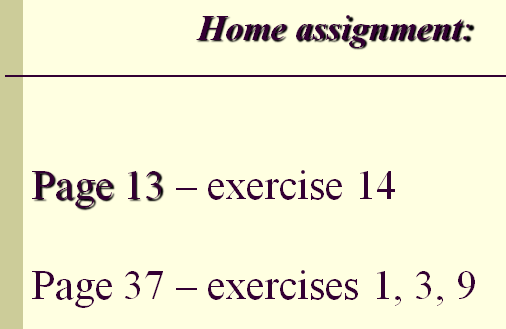 Home assignment:
Page 13 – exercise 14
Page 37 – exercises 1, 3, 9